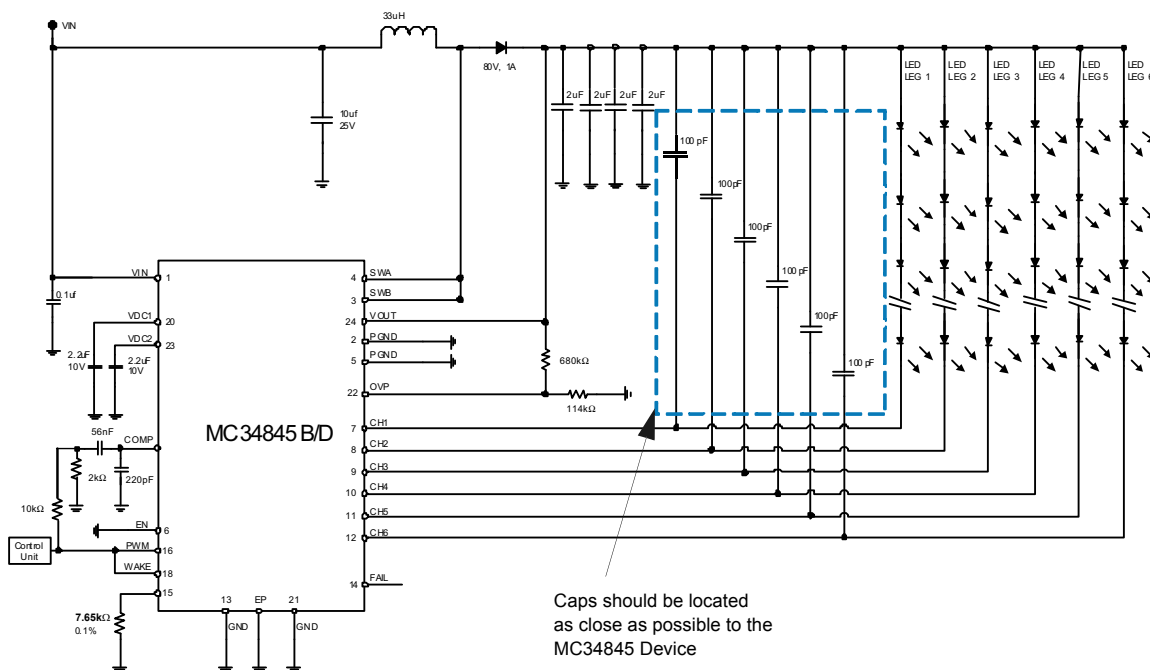 VIN
33uH
80V, 1A
10uf
25V
2uF
2uF
2uF
2uF
100 pF
100pF
100pF
100pF
100pF
100pF
LED
LEG 1
LED
LEG 2
LED
LEG 3
LED
LEG 4
LED
LEG 5
LED
LEG 6
0.1uf
VIN
1
VDC1
20
VDC2
23
2.2uF
10V
2.2uF
10V
COMP
56nF
2kΩ
220pF
10kΩ
EN
6
Control
Unit
PWM
16
WAKE
18
15
7.65kΩ
0.1%
MC34845 B/D
4
SWA
3
SWB
24
VOUT
2
PGND
5
PGND
22
OVP
680kΩ
114kΩ
7
CH1
8
CH2
9
CH3
10
CH4
11
CH5
12
CH6
14
FAIL
13
EP
21
GND
GND
Caps should be located
as close as possible to the
MC34845 Device